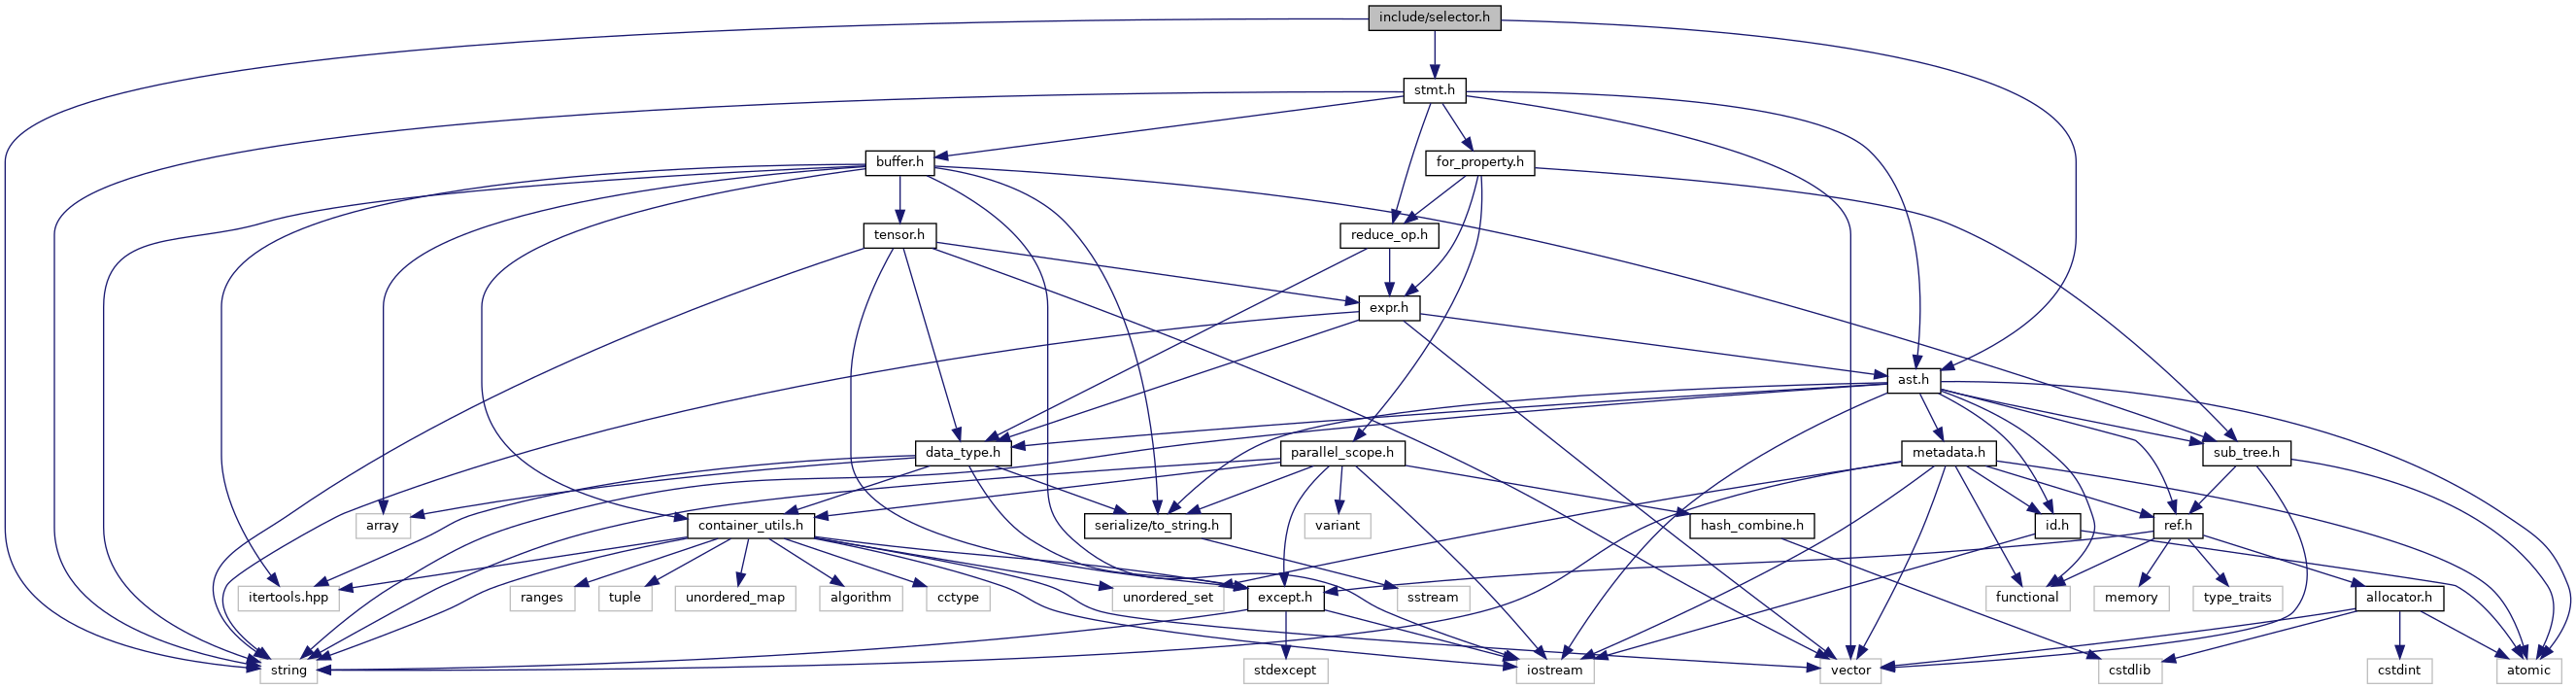 include/selector.h
stmt.h
buffer.h
for_property.h
tensor.h
reduce_op.h
expr.h
ast.h
data_type.h
parallel_scope.h
metadata.h
sub_tree.h
array
container_utils.h
serialize/to_string.h
variant
hash_combine.h
id.h
ref.h
itertools.hpp
ranges
tuple
unordered_map
algorithm
cctype
unordered_set
except.h
sstream
functional
memory
type_traits
allocator.h
string
stdexcept
iostream
vector
cstdlib
cstdint
atomic